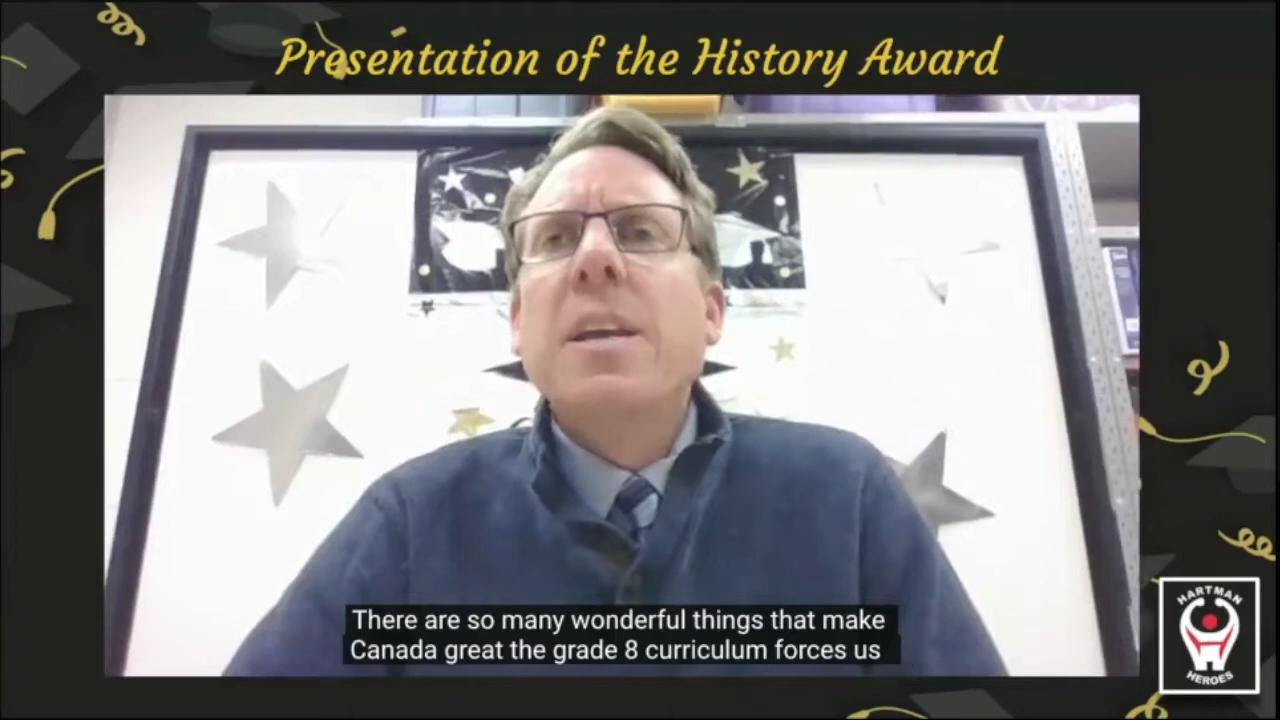 Presentation of the History Award
There are so many wonderful things that make
Canada great the grade 8 curriculum forces us
HARTMAN
HEROES